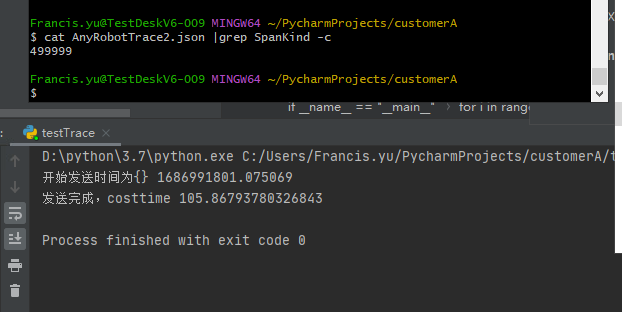 Francis.yu@TestDeskV6-009 MINGW64 ~/PycharmProjects/customerA
$ cat AnyRobotTrace2.json |grep SpanKind -c
499999
Francis.yu@TestDeskV6-009 MINGW64 ~/PycharmProjects/customerA
$
if __name__ == "__main__" › for i in rang
: testTrace ×
D:\python\3.7\python.exe C:/Users/Francis.yu/PycharmProjects/customerA/t
开始发送时间为{} 1686991801.075069
发送完成，costtime 105.86793780326843
Process finished with exit code 0